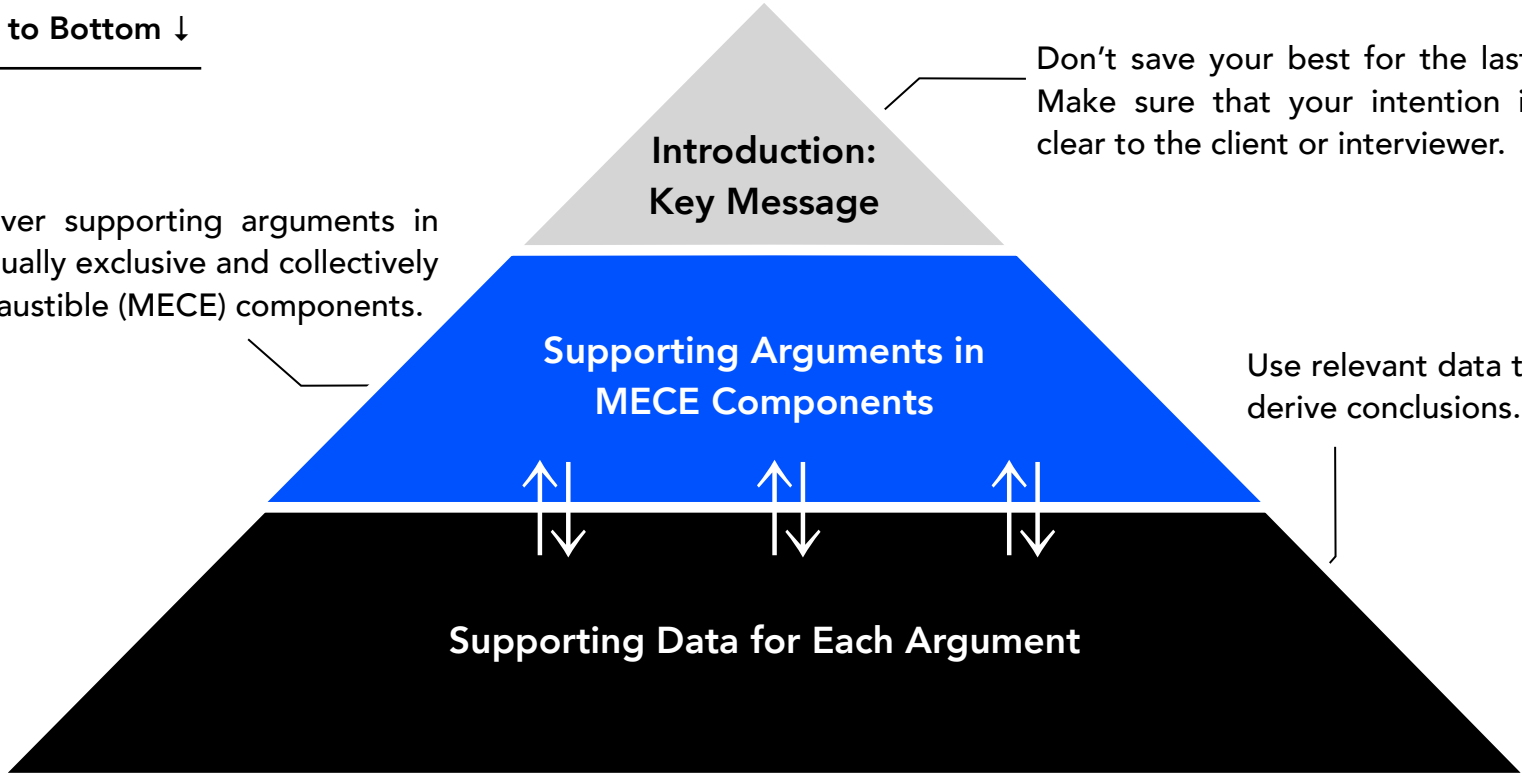 to Bottom ↓
Don’t save your best for the last
Make sure that your intention i
clear to the client or interviewer.
Introduction:
Key Message
ver supporting arguments in
ually exclusive and collectively
austible (MECE) components.
Supporting Arguments in
MECE Components
Use relevant data t
derive conclusions.
Supporting Data for Each Argument